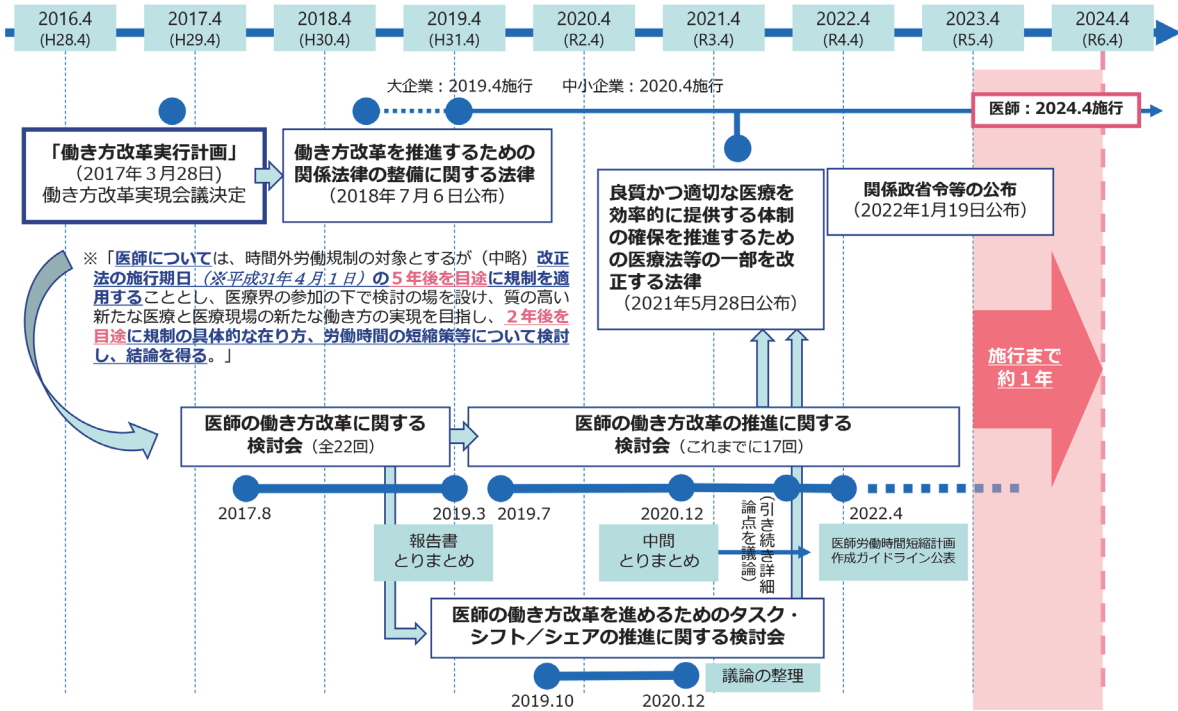 2016.4
(H28.4)
2017.4
(H29.4)
2018.4
(H30.4)
2019.4
(H31.4)
2020.4
(R2.4)
2021.4
(R3.4)
2022.4
(R4.4)
2023.4
(R5.4)
2024.4
(R6.4)
大企業：2019.4施行
中小企業：2020.4施行
医師：2024.4施行
「働き方改革実行計画」
（2017年３月28日)
働き方改革実現会議決定
働き方改革を推進するための
関係法律の整備に関する法律
（2018年７月６日公布）
良質かつ適切な医療を
効率的に提供する体制
の確保を推進するため
の医療法等の一部を改
正する法律
（2021年5月28日公布）
関係政省令等の公布
（2022年1月19日公布）
※「医師については、時間外労働規制の対象とするが（中略）改正
法の施行期日（※平成31年４月１日）の５年後を目途に規制を適
用することとし、医療界の参加の下で検討の場を設け、質の高い
新たな医療と医療現場の新たな働き方の実現を目指し、２年後を
目途に規制の具体的な在り方、労働時間の短縮策等について検討
し、結論を得る。」
施行まで
約１年
医師の働き方改革に関する
検討会（全22回）
医師の働き方改革の推進に関する
検討会（これまでに17回）
2017.8
2019.3
2019.7
2020.12
2022.4
報告書
とりまとめ
中間
とりまとめ
（引き続き詳細
論点を議論）
医師労働時間短縮計画
作成ガイドライン公表
医師の働き方改革を進めるためのタスク・
シフト／シェアの推進に関する検討会
2019.10
2020.12
議論の整理